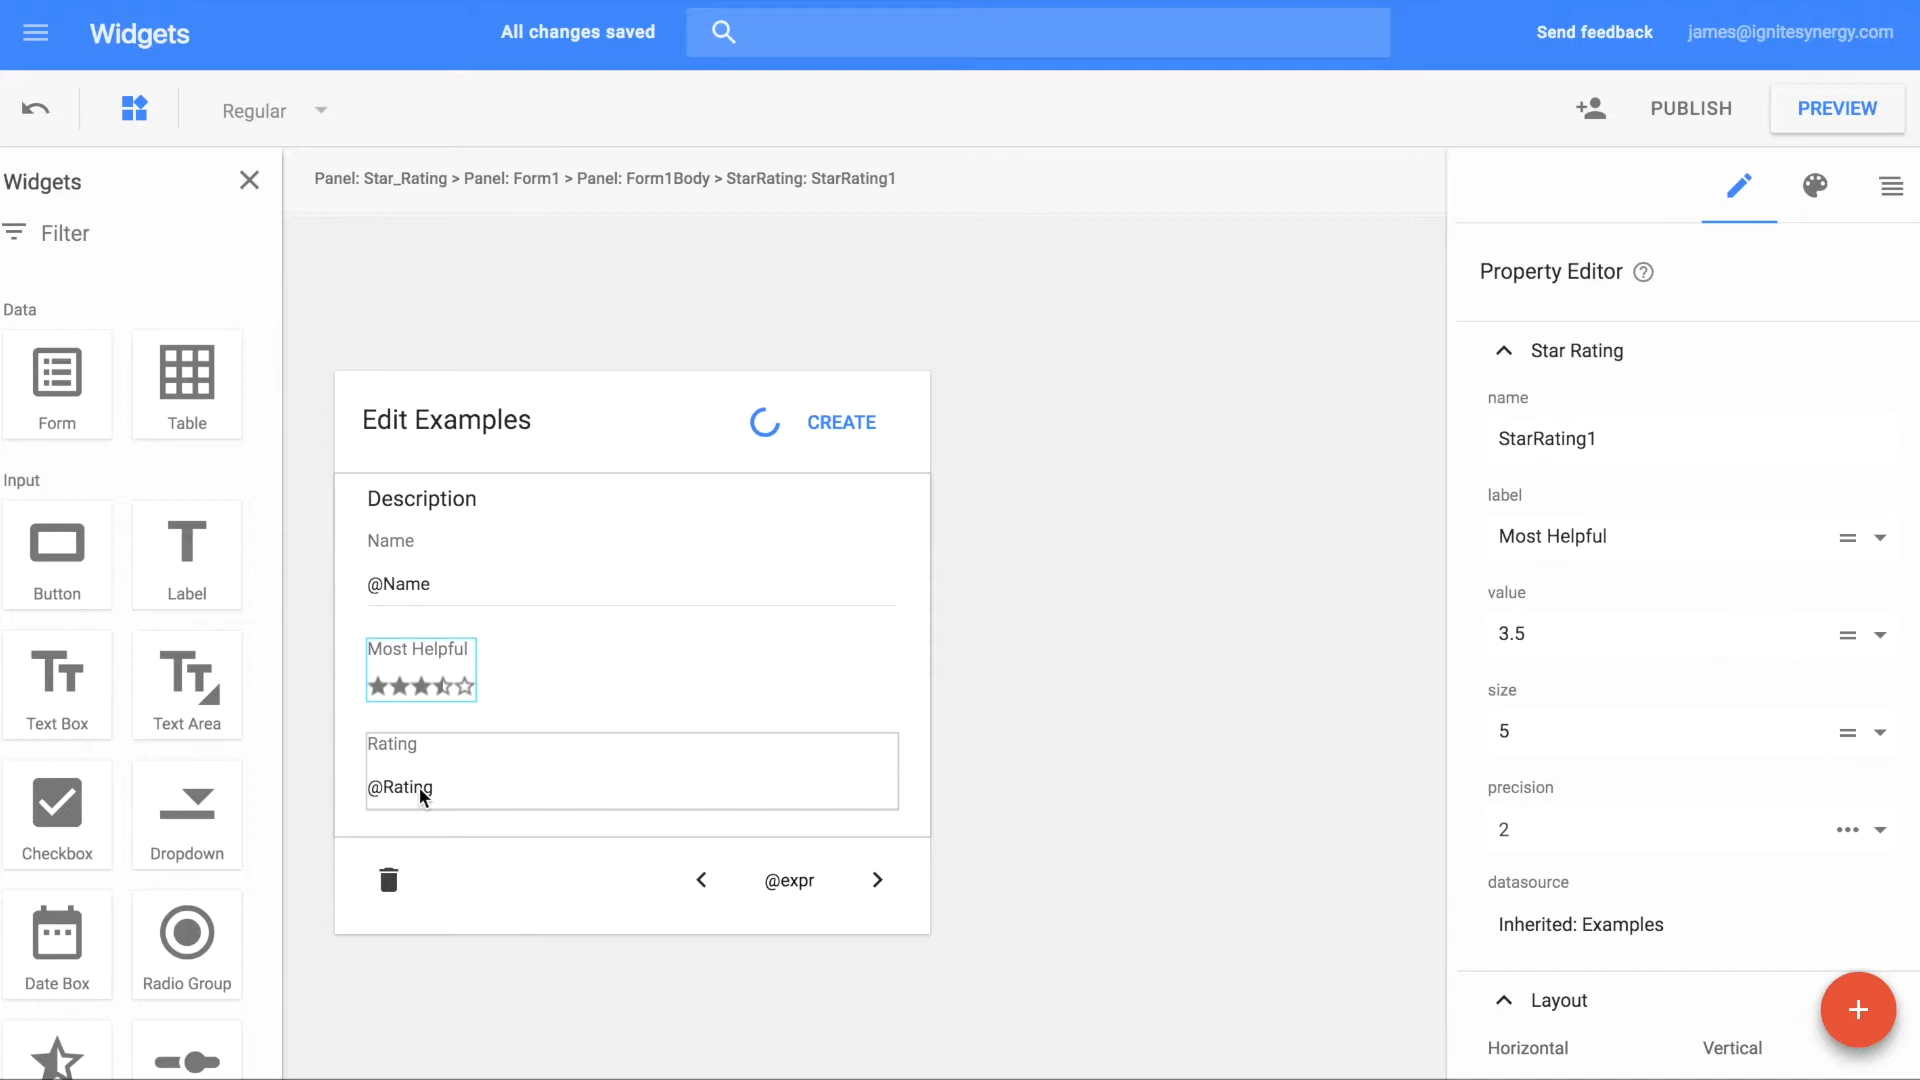 Widgets
All changes saved
Send feedback
james@ignitesynergy.com
Regular
PUBLISH
PREVIEW
Widgets
Filter
Data
Form
Table
Input
Button
Label
Text Box
Text Area
Checkbox
Dropdown
Date Box
Radio Group
Panel: Star_Rating > Panel: Form1 > Panel: Form1Body > StarRating: StarRating1
Edit Examples
CREATE
Description
Name
@Name
Most Helpful
Rating
@Rating
@expr
Property Editor
Star Rating
name
StarRating1
label
Most Helpful
value
3.5
size
5
precision
2
datasource
Inherited: Examples
Layout
Horizontal
Vertical